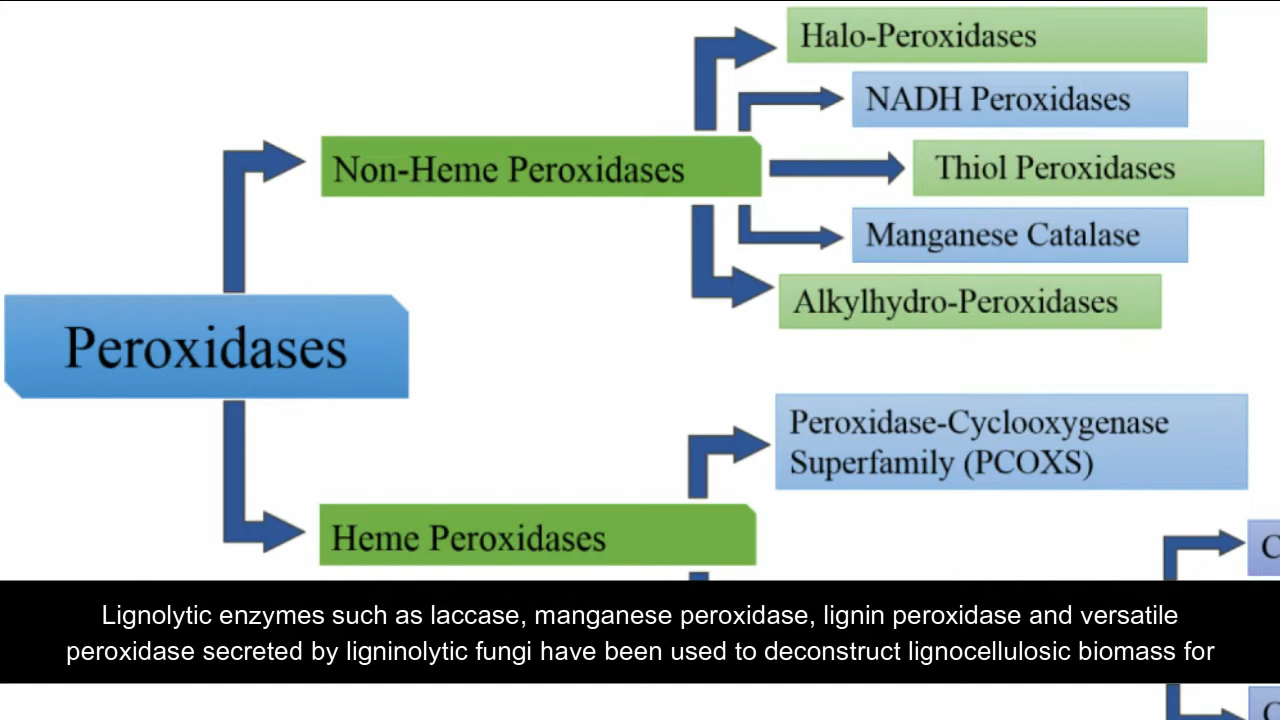 Halo-Peroxidases
NADH Peroxidases
Non-Heme Peroxidases
Thiol Peroxidases
Manganese Catalase
Alkylhydro-Peroxidases
Peroxidases
Peroxidase-Cyclooxygenase
Superfamily (PCOXS)
Heme Peroxidases
Lignolytic enzymes such as laccase, manganese peroxidase, lignin peroxidase and versatile
peroxidase secreted by ligninolytic fungi have been used to deconstruct lignocellulosic biomass for